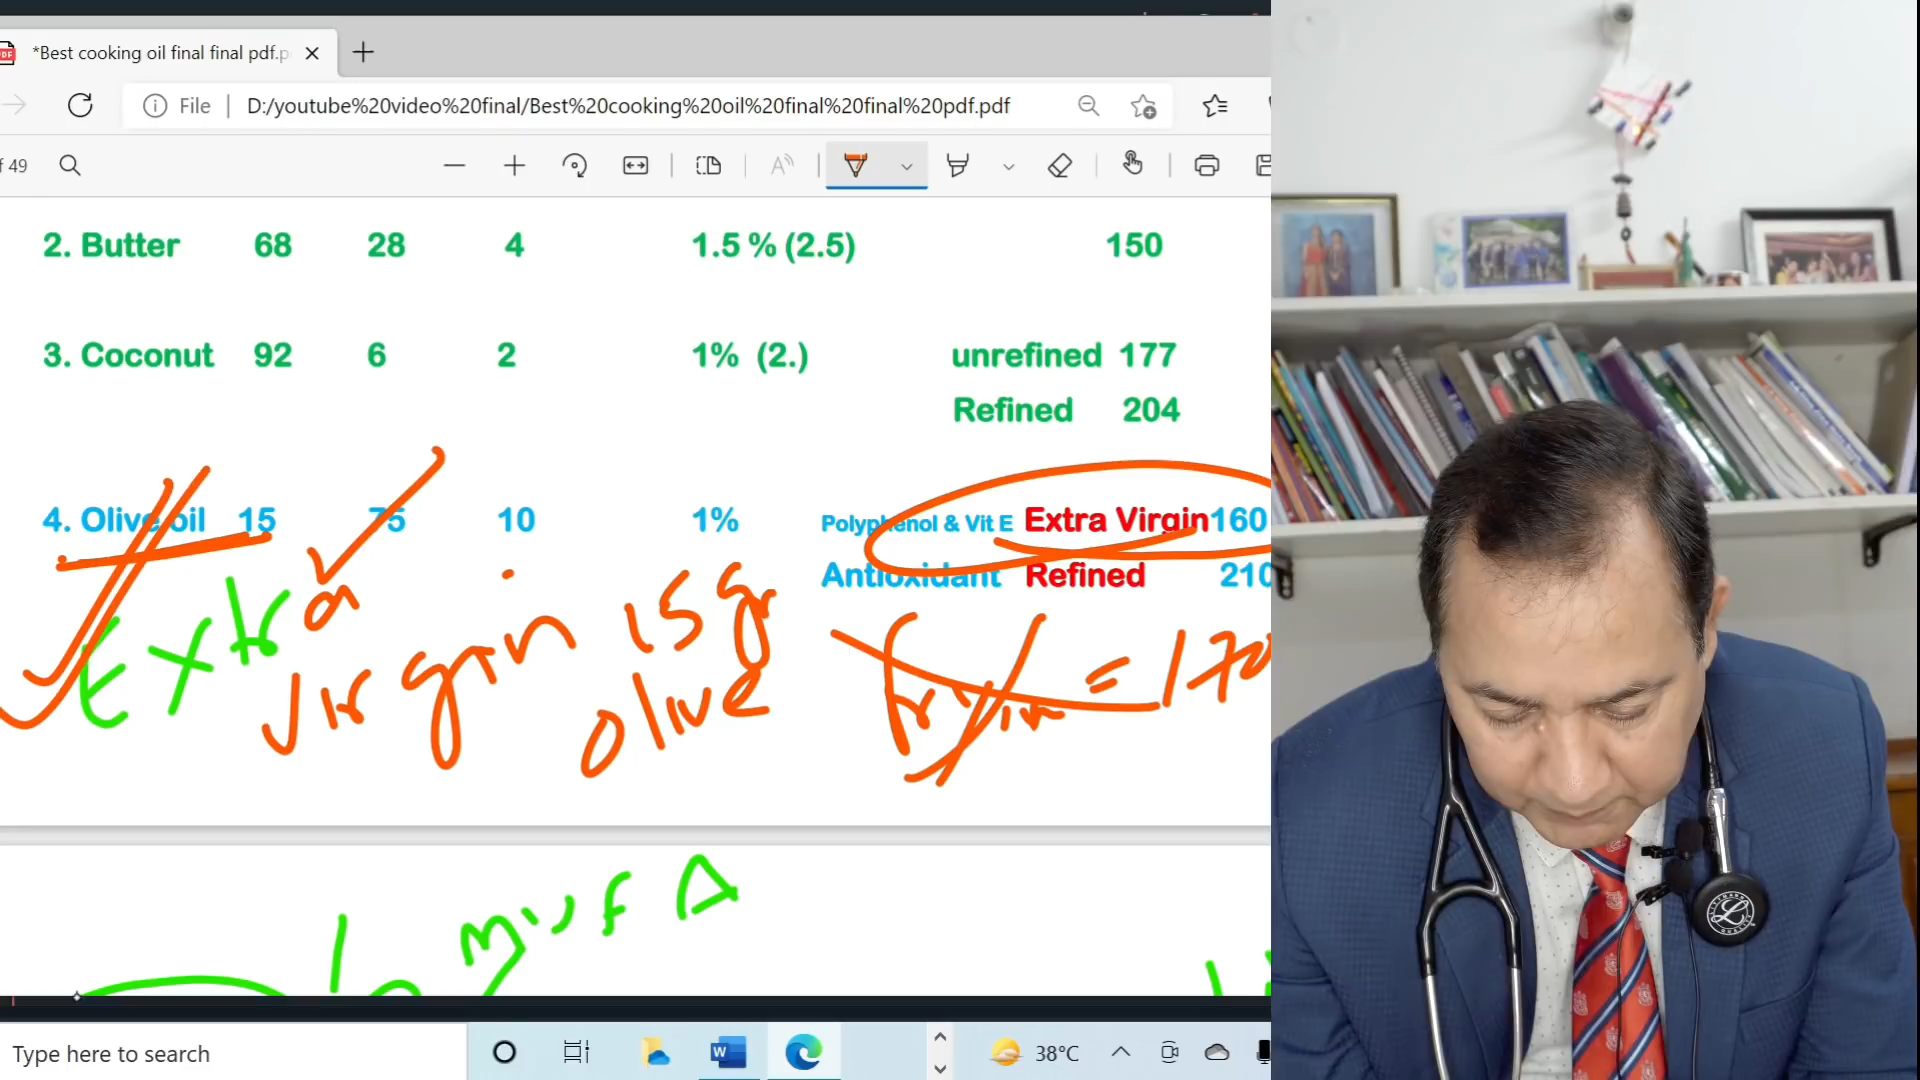 *Best cooking oil final final pdf.p
File D:/youtube%20video%20final/Best%20cooking%20oil%20final%20final%20pdf.pdf
f 49
2. Butter 68 28 4 1.5 % (2.5) 150
3. Coconut 92 6 2 1% (2.) unrefined 177
Refined 204
4. Olive oil 15 75 10 1% Polyphenol & Vit E Extra Virgin 160
Antioxidant Refined 210
Extra virgin 15 gr
olive
= 170
MUFA
Type here to search
38°C